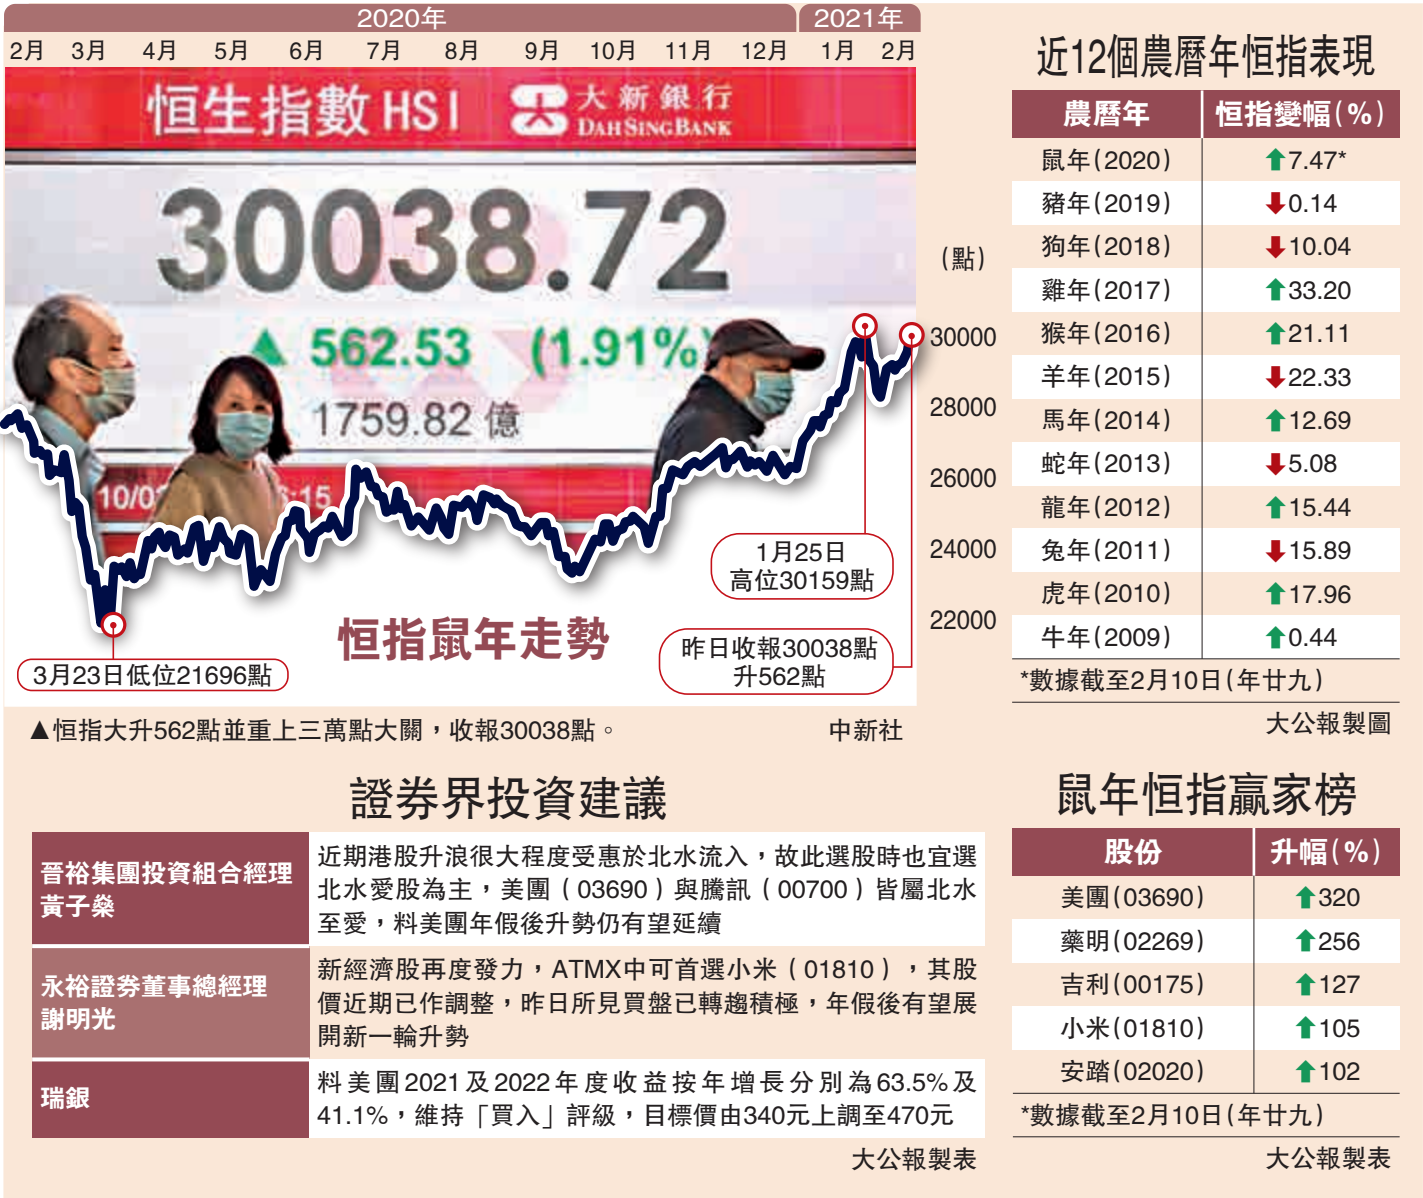 2020年
2021年
2月 3月 4月 5月 6月 7月 8月 9月 10月 11月 12月 1月 2月
恒生指數 HSI
大新銀行
DAH SING BANK
30038.72
▲ 562.53 (1.91%)
1759.82 億
(點)
30000
28000
26000
24000
22000
1月25日
高位30159點
昨日收報30038點
升562點
3月23日低位21696點
恒指鼠年走勢
▲恒指大升562點並重上三萬點大關，收報30038點。
中新社
近12個農曆年恒指表現
農曆年 恒指變幅(%)
鼠年(2020) ⬆7.47*
豬年(2019) ⬇0.14
狗年(2018) ⬇10.04
雞年(2017) ⬆33.20
猴年(2016) ⬆21.11
羊年(2015) ⬇22.33
馬年(2014) ⬆12.69
蛇年(2013) ⬇5.08
龍年(2012) ⬆15.44
兔年(2011) ⬇15.89
虎年(2010) ⬆17.96
牛年(2009) ⬆0.44
*數據截至2月10日(年廿九)
大公報製圖
證券界投資建議
晉裕集團投資組合經理
黃子燊
近期港股升浪很大程度受惠於北水流入，故此選股時也宜選
北水愛股為主，美團（03690）與騰訊（00700）皆屬北水
至愛，料美團年假後升勢仍有望延續
永裕證券董事總經理
謝明光
新經濟股再度發力，ATMX中可首選小米（01810），其股
價近期已作調整，昨日所見買盤已轉趨積極，年假後有望展
開新一輪升勢
瑞銀
料美團2021及2022年度收益按年增長分別為63.5%及
41.1%，維持「買入」評級，目標價由340元上調至470元
大公報製表
鼠年恒指贏家榜
股份 升幅(%)
美團(03690) ⬆320
藥明(02269) ⬆256
吉利(00175) ⬆127
小米(01810) ⬆105
安踏(02020) ⬆102
*數據截至2月10日(年廿九)
大公報製表